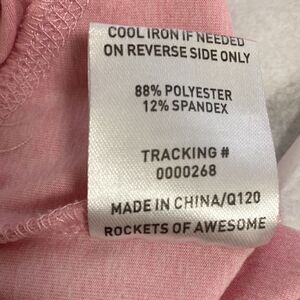 COOL IRON IF NEEDED
ON REVERSE SIDE ONLY
88% POLYESTER
12% SPANDEX
TRACKING #
0000268
MADE IN CHINA/Q120
ROCKETS OF AWESOME